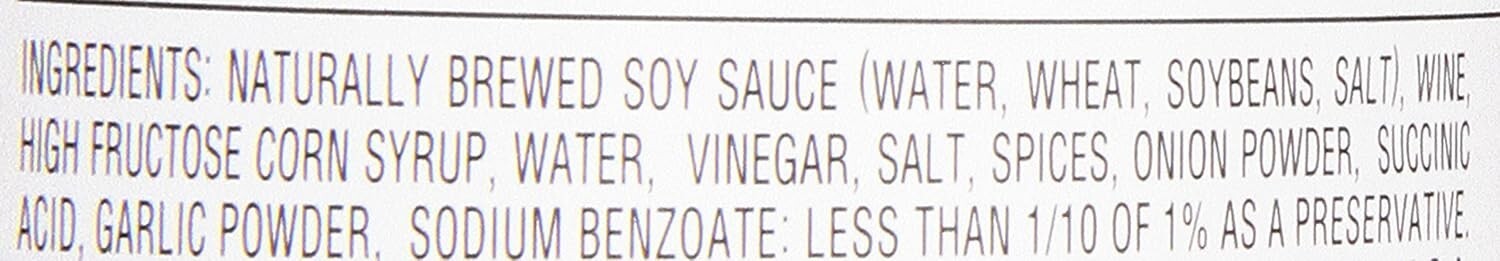 INGREDIENTS: NATURALLY BREWED SOY SAUCE (WATER, WHEAT, SOYBEANS, SALT), WINE,
HIGH FRUCTOSE CORN SYRUP, WATER, VINEGAR, SALT, SPICES, ONION POWDER, SUCCINIC
ACID, GARLIC POWDER, SODIUM BENZOATE: LESS THAN 1/10 OF 1% AS A PRESERVATIVE.